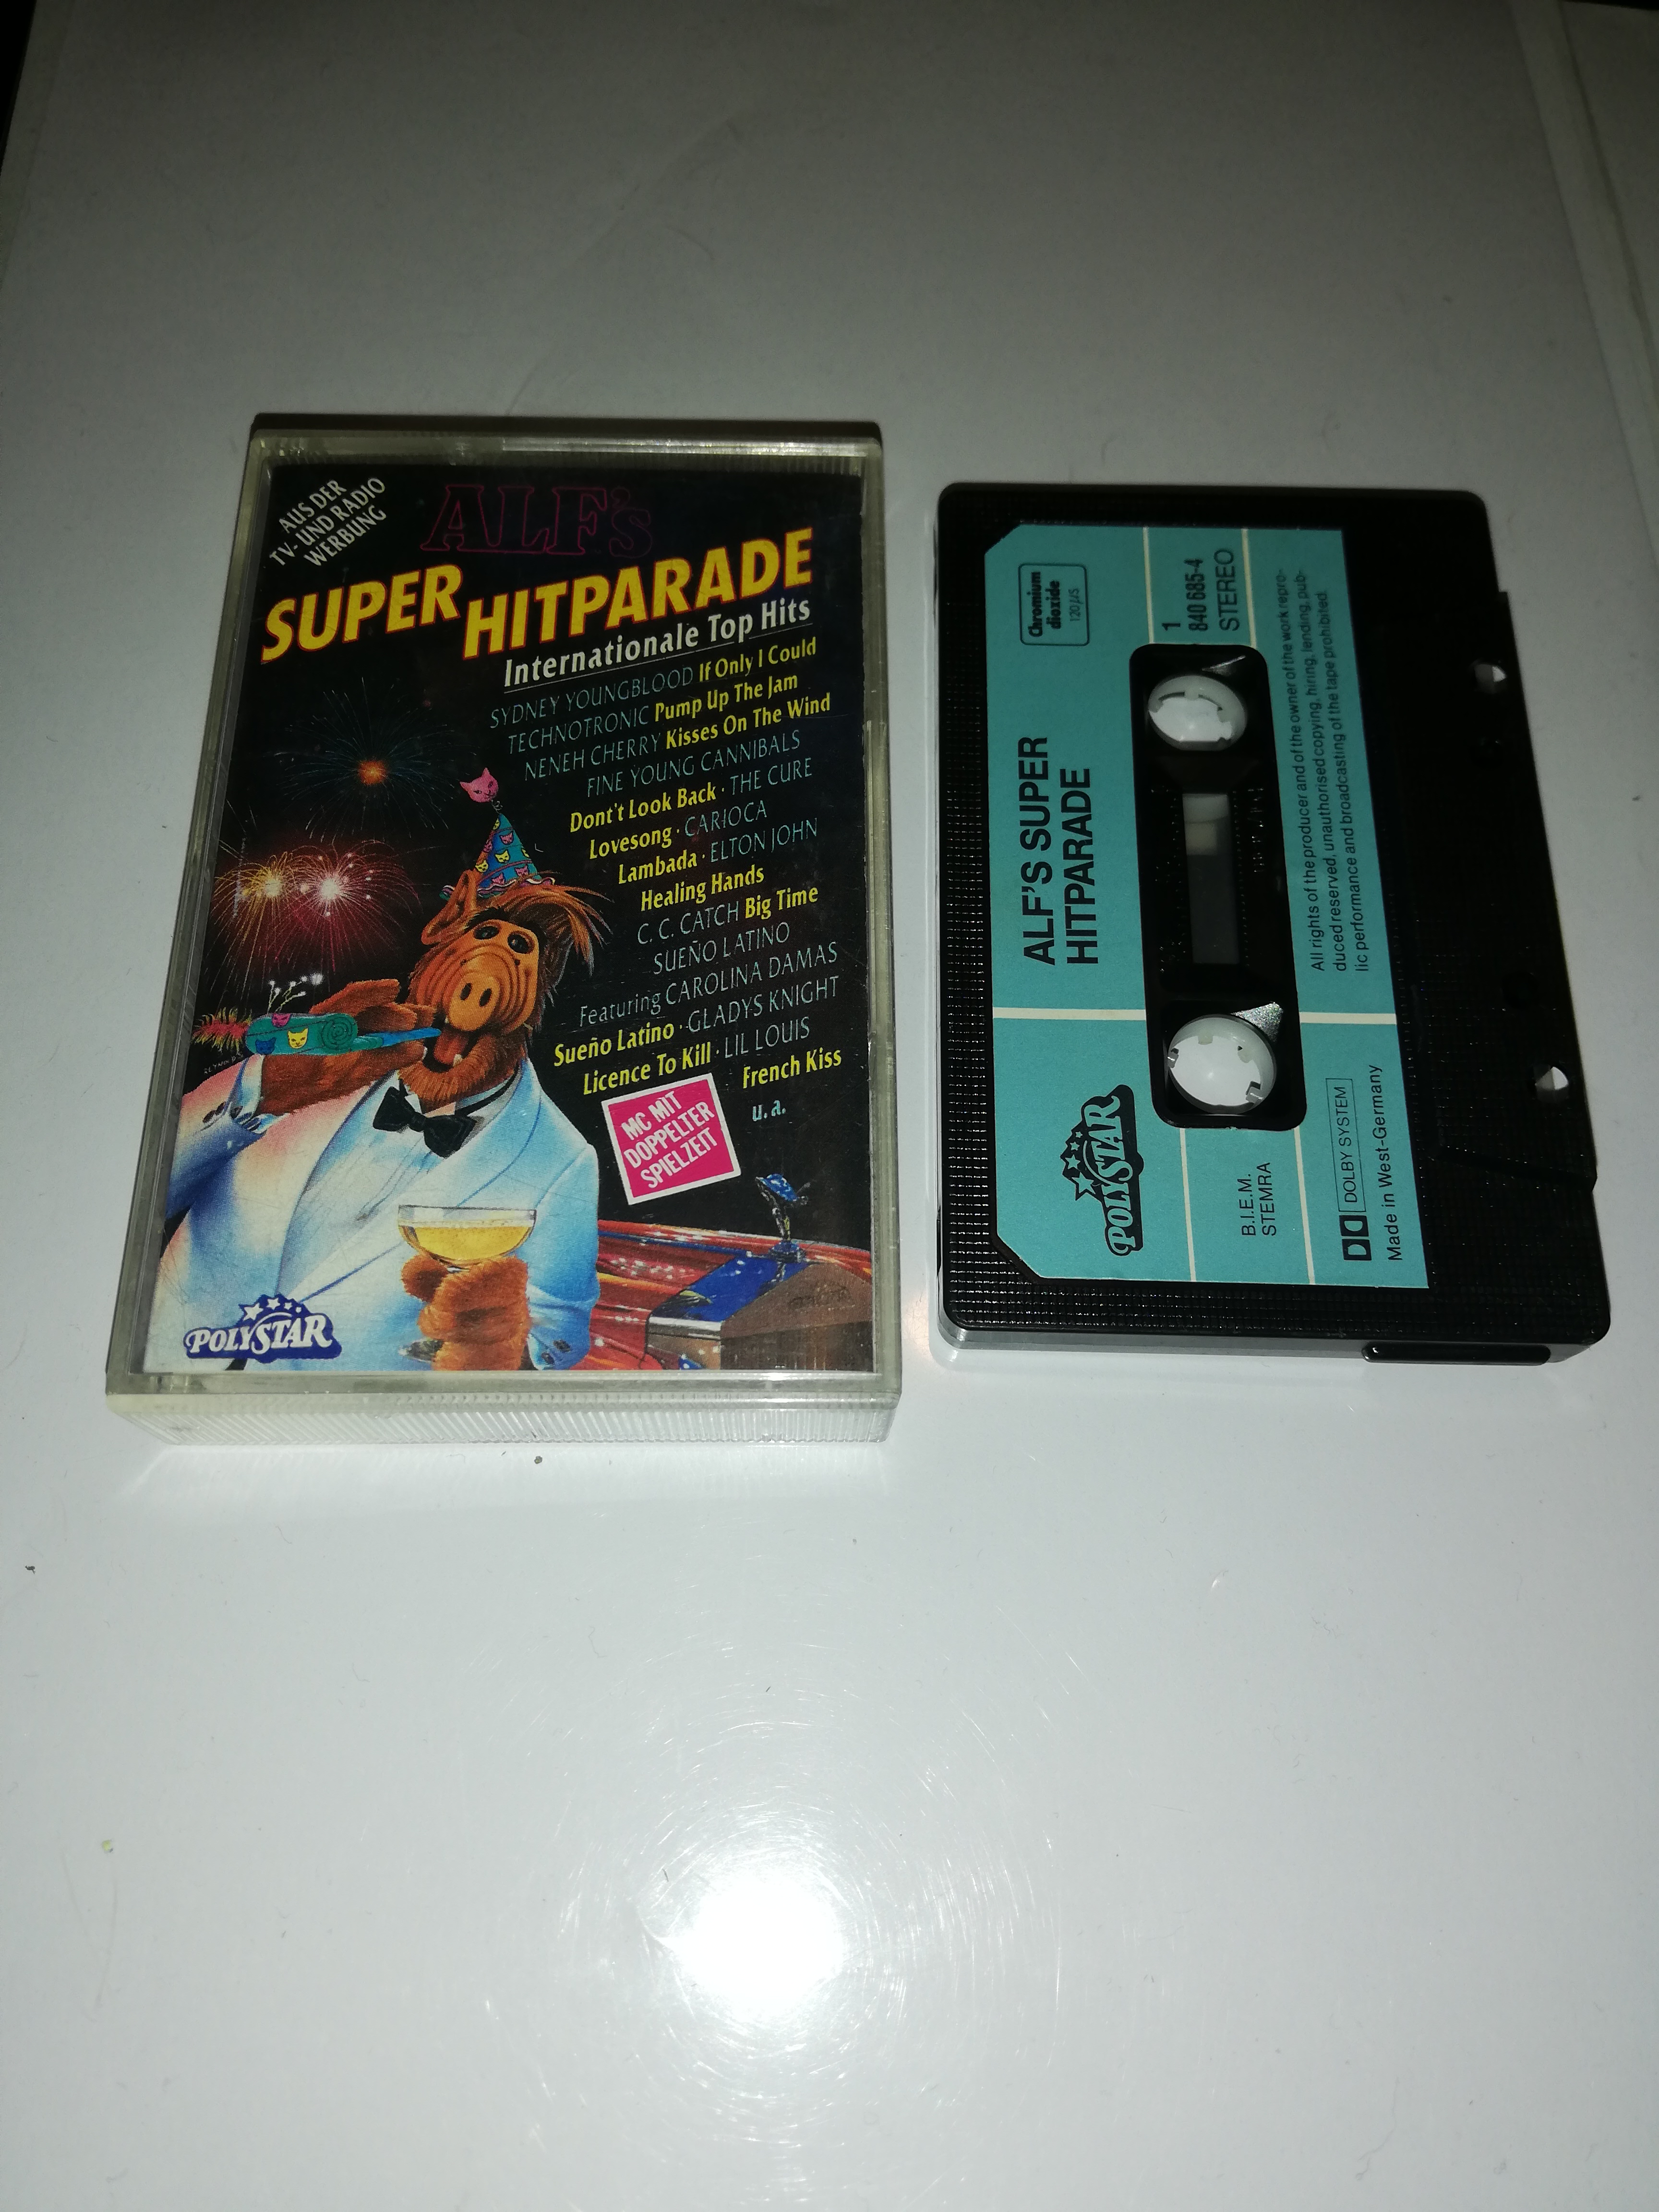 AUS DER
TV- UND RADIO
WERBUNG
ALF's
SUPER HITPARADE
Internationale Top Hits
SYDNEY YOUNGBLOOD If Only I Could
TECHNOTRONIC Pump Up The Jam
NENEH CHERRY Kisses On The Wind
FINE YOUNG CANNIBALS
Dont't Look Back · THE CURE
Lovesong · CARIOCA
Lambada · ELTON JOHN
Healing Hands
C. C. CATCH Big Time
SUEÑO LATINO
Featuring CAROLINA DAMAS
Sueño Latino · GLADYS KNIGHT
Licence To Kill · LIL LOUIS
French Kiss
u. a.
MC MIT
DOPPELTER
SPIELZEIT
POLYSTAR
POLYSTAR
ALF'S SUPER
HITPARADE
Chromium
dioxide
120 µS
B.I.E.M.
STEMRA
1
840 685-4
STEREO
DOLBY SYSTEM
Made in West-Germany
All rights of the producer and of the owner of the work repro-
duced reserved, unauthorised copying, hiring, lending, pub-
lic performance and broadcasting of the tape prohibited.